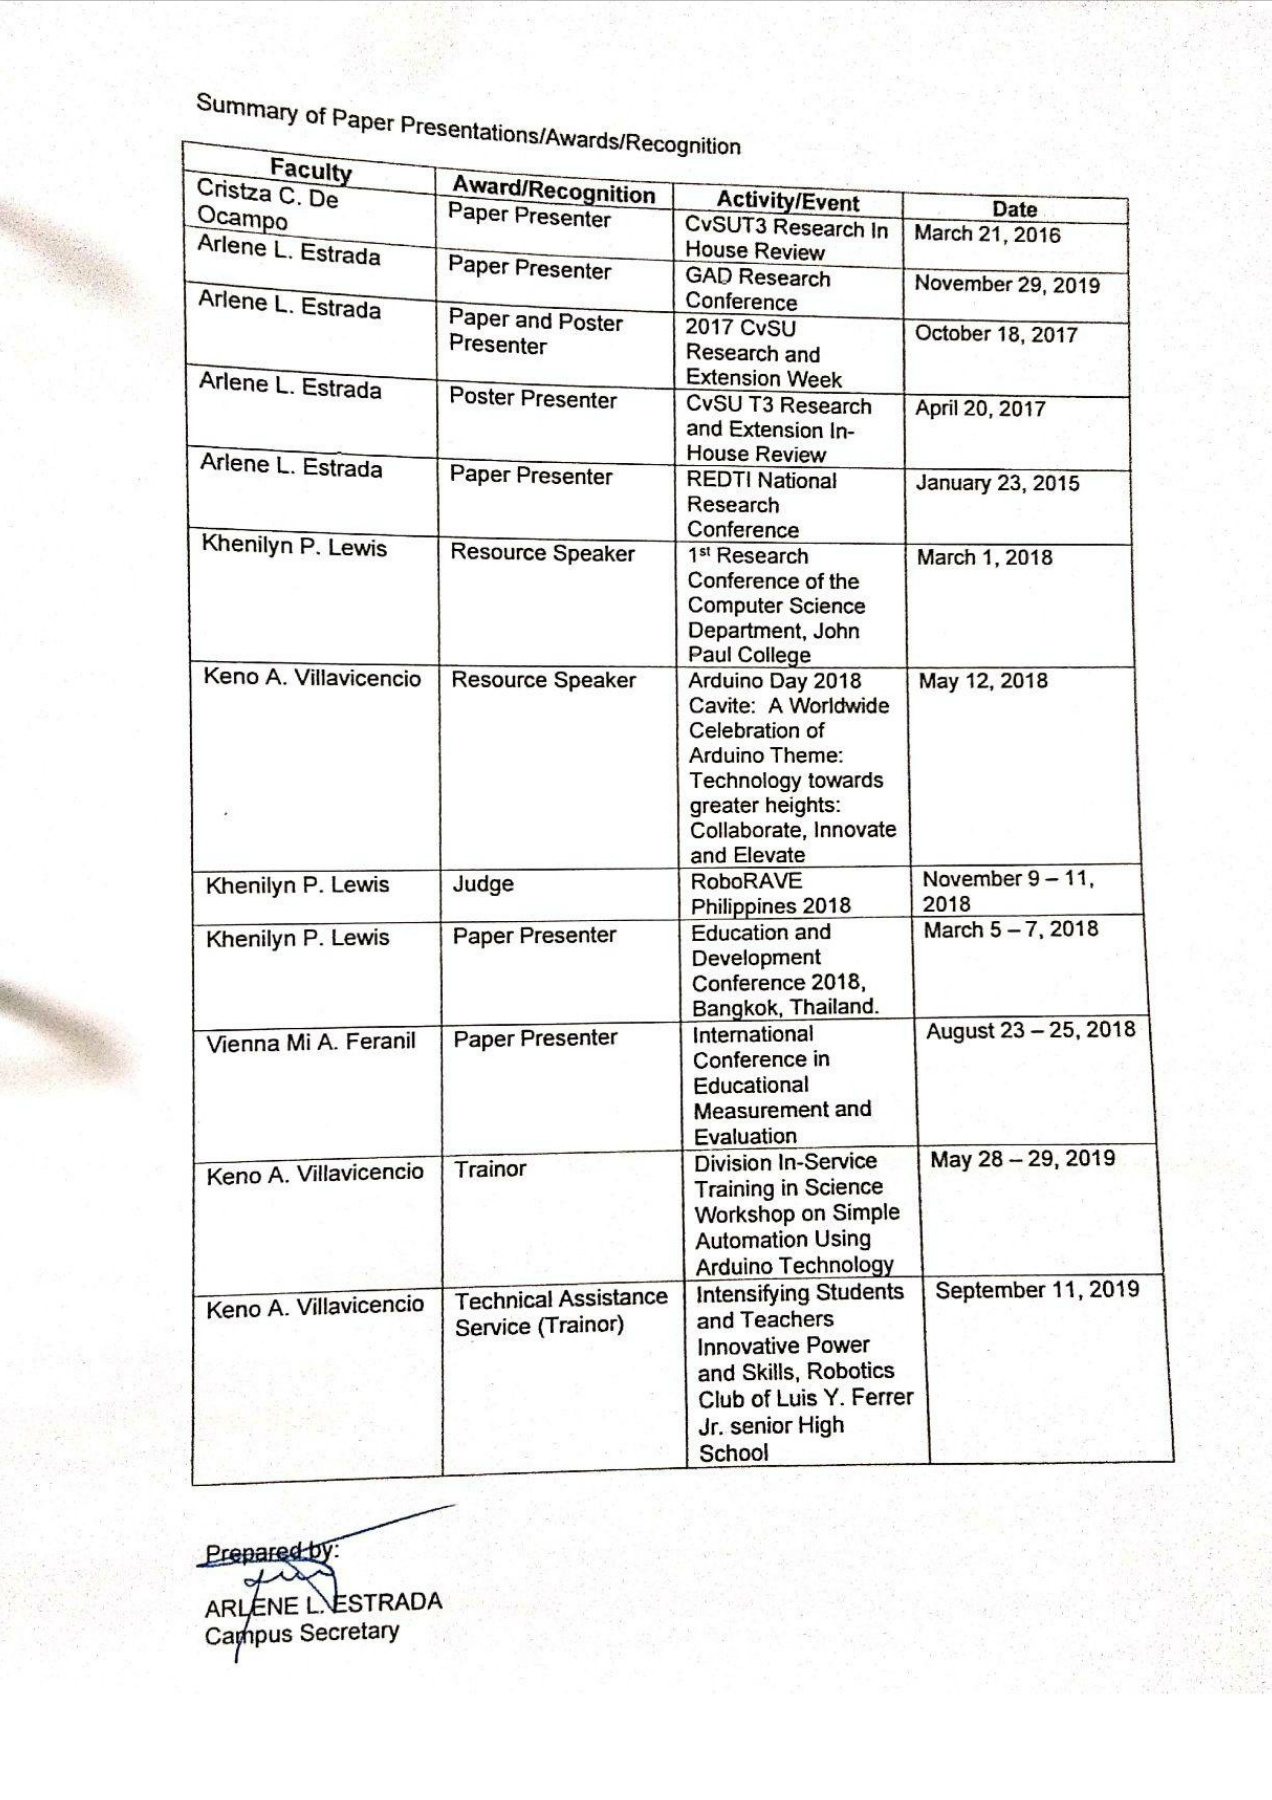 Summary of Paper Presentations/Awards/Recognition
Faculty
Award/Recognition
Activity/Event
Date
Cristza C. De
Ocampo
Paper Presenter
CvSUT3 Research In
House Review
March 21, 2016
Arlene L. Estrada
Paper Presenter
GAD Research
Conference
November 29, 2019
Arlene L. Estrada
Paper and Poster
Presenter
2017 CvSU
Research and
Extension Week
October 18, 2017
Arlene L. Estrada
Poster Presenter
CvSU T3 Research
and Extension In-
House Review
April 20, 2017
Arlene L. Estrada
Paper Presenter
REDTI National
Research
Conference
January 23, 2015
Khenilyn P. Lewis
Resource Speaker
1st Research
Conference of the
Computer Science
Department, John
Paul College
March 1, 2018
Keno A. Villavicencio
Resource Speaker
Arduino Day 2018
Cavite: A Worldwide
Celebration of
Arduino Theme:
Technology towards
greater heights:
Collaborate, Innovate
and Elevate
May 12, 2018
Khenilyn P. Lewis
Judge
RoboRAVE
Philippines 2018
November 9 – 11,
2018
Khenilyn P. Lewis
Paper Presenter
Education and
Development
Conference 2018,
Bangkok, Thailand.
March 5 – 7, 2018
Vienna Mi A. Feranil
Paper Presenter
International
Conference in
Educational
Measurement and
Evaluation
August 23 – 25, 2018
Keno A. Villavicencio
Trainor
Division In-Service
Training in Science
Workshop on Simple
Automation Using
Arduino Technology
May 28 – 29, 2019
Keno A. Villavicencio
Technical Assistance
Service (Trainor)
Intensifying Students
and Teachers
Innovative Power
and Skills, Robotics
Club of Luis Y. Ferrer
Jr. senior High
School
September 11, 2019
Prepared by:
ARLENE L. ESTRADA
Campus Secretary